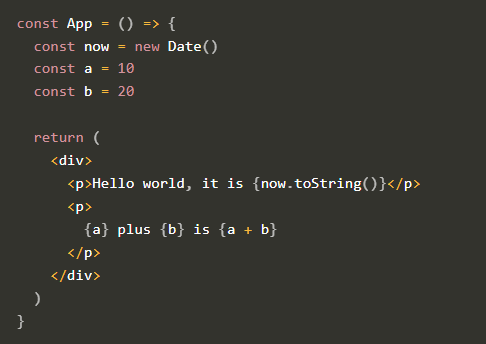 const App = () => {
  const now = new Date()
  const a = 10
  const b = 20

  return (
    <div>
      <p>Hello world, it is {now.toString()}</p>
      <p>
        {a} plus {b} is {a + b}
      </p>
    </div>
  )
}